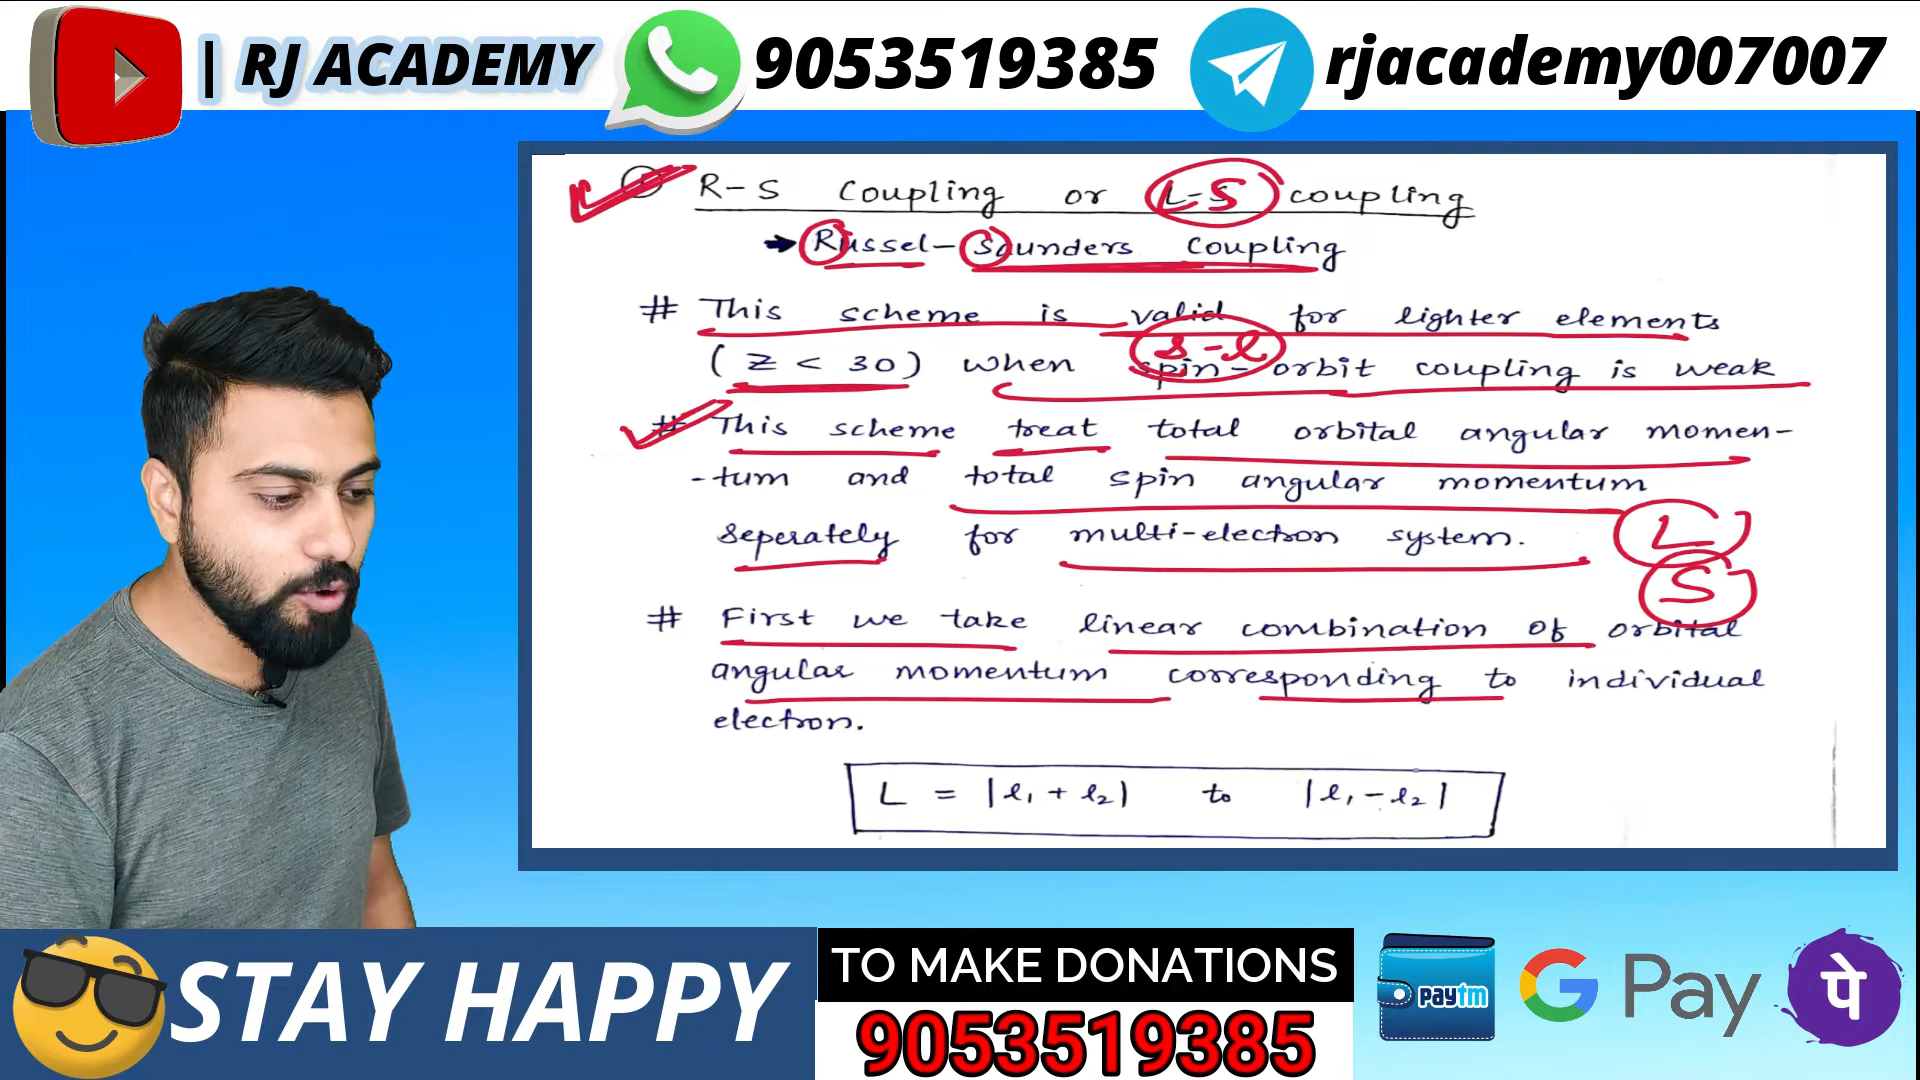 | RJ ACADEMY 9053519385 rjacademy007007
① R-S Coupling or L-S coupling
→ Russel-Saunders Coupling
# This scheme is valid for lighter elements
s-l
( Z < 30 ) when spin-orbit coupling is weak
# This scheme treat total orbital angular momen-
-tum and total spin angular momentum
L
seperately for multi-electron system.
S
# First we take linear combination of orbital
angular momentum corresponding to individual
electron.
L = |l₁ + l₂| to |l₁ - l₂|
STAY HAPPY
TO MAKE DONATIONS
9053519385
paytm
G Pay
पे